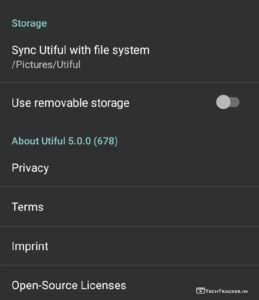 Storage
Sync Utiful with file system
/Pictures/Utiful
Use removable storage
About Utiful 5.0.0 (678)
Privacy
Terms
Imprint
Open-Source Licenses
TechTracker.in